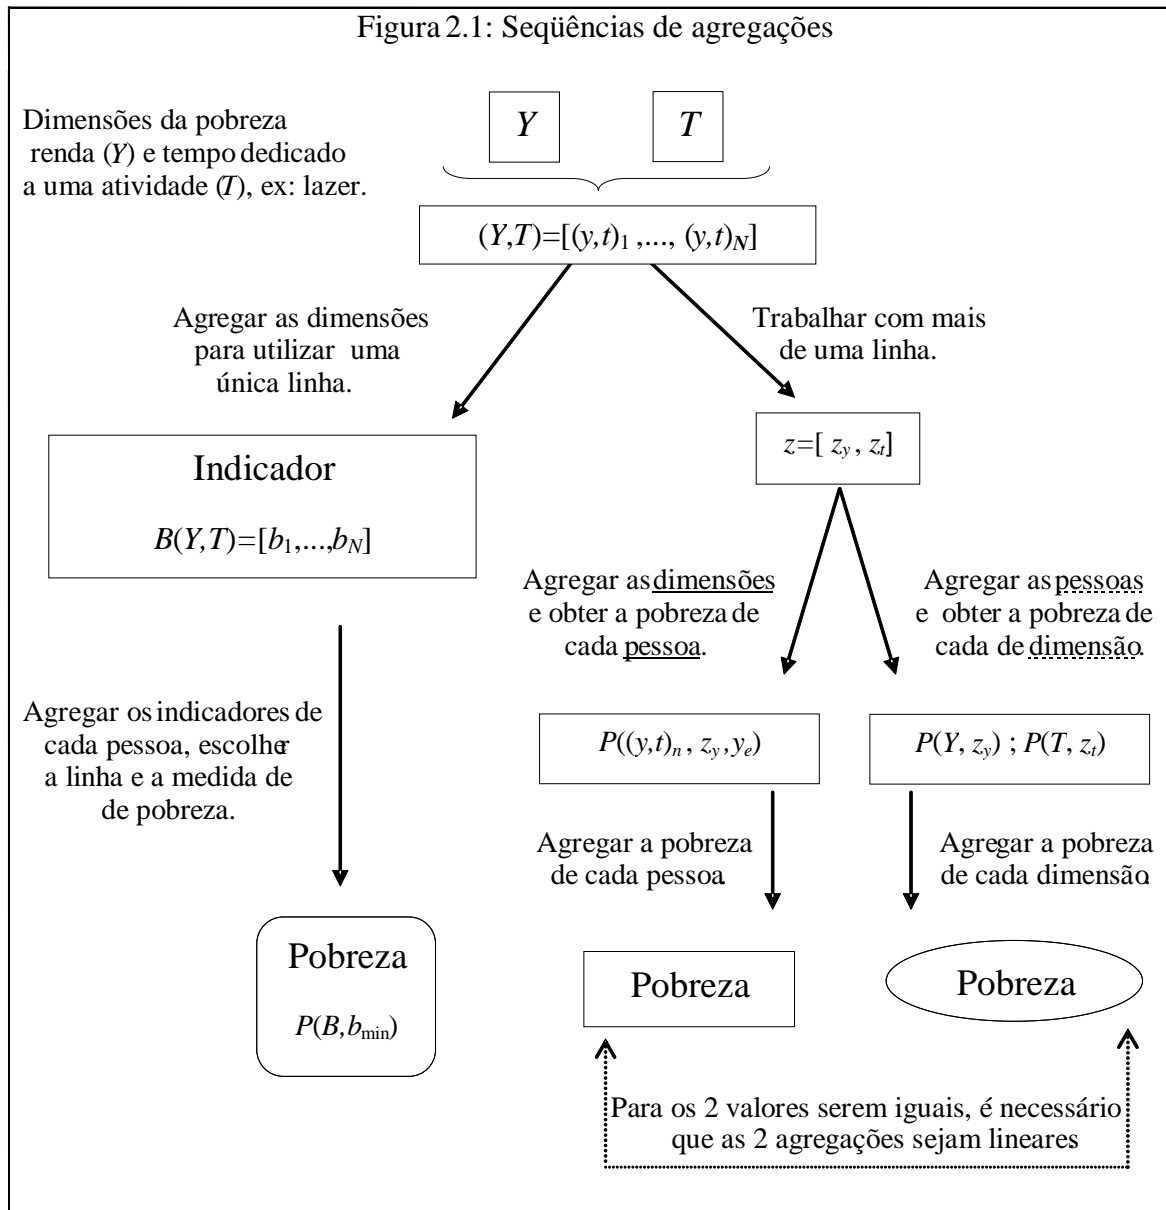 Figura 2.1: Seqüências de agregações
Dimensões da pobreza
renda (Y) e tempo dedicado
a uma atividade (T), ex: lazer.
Y
T
(Y,T)=[(y,t)1 ,..., (y,t)N]
Agregar as dimensões
para utilizar uma
única linha.
Trabalhar com mais
de uma linha.
Indicador
B(Y,T)=[b1,...,bN]
z=[ zy , zt]
Agregar as dimensões
e obter a pobreza de
cada pessoa.
Agregar as pessoas
e obter a pobreza de
cada de dimensão.
Agregar os indicadores de
cada pessoa, escolher
a linha e a medida de
de pobreza.
P((y,t)n , zy ,ye)
P(Y, zy) ; P(T, zt)
Agregar a pobreza
de cada pessoa.
Agregar a pobreza
de cada dimensão.
Pobreza
P(B,bmin)
Pobreza
Pobreza
Para os 2 valores serem iguais, é necessário
que as 2 agregações sejam lineares.